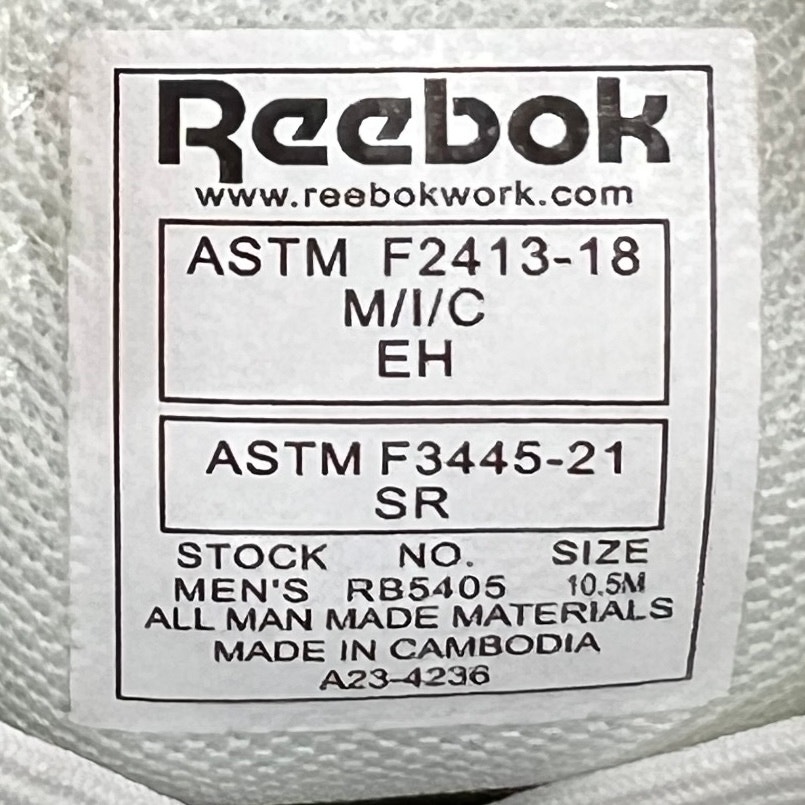 Reebok
www.reebokwork.com
ASTM F2413-18
M/I/C
EH
ASTM F3445-21
SR
STOCK NO. SIZE
MEN'S RB5405 10.5M
ALL MAN MADE MATERIALS
MADE IN CAMBODIA
A23-4236